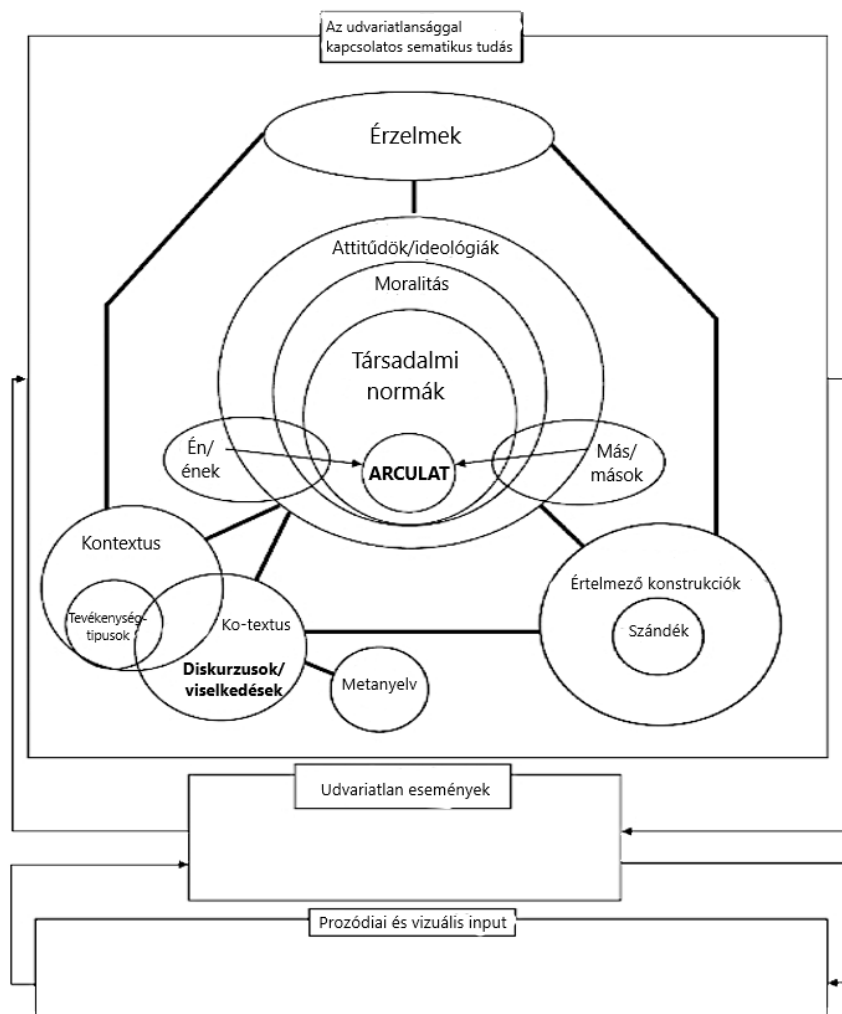 Az udvariatlansággal
kapcsolatos sematikus tudás
Érzelmek
Attitűdök/ideológiák
Moralitás
Társadalmi
normák
Én/
ének
ARCULAT
Más/
mások
Kontextus
Tevékenység-
tipusok
Ko-textus
Diskurzusok/
viselkedések
Metanyelv
Értelmező konstrukciók
Szándék
Udvariatlan események
Prozódiai és vizuális input